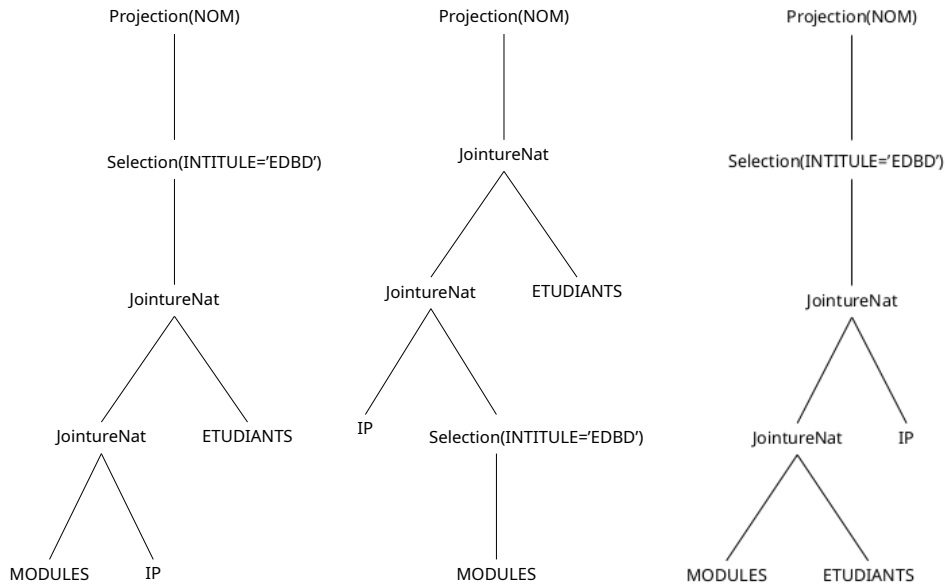 Projection(NOM)
Selection(INTITULE=’EDBD’)
JointureNat
JointureNat
ETUDIANTS
MODULES
IP
Projection(NOM)
JointureNat
JointureNat
ETUDIANTS
IP
Selection(INTITULE=’EDBD’)
MODULES
Projection(NOM)
Selection(INTITULE=’EDBD’)
JointureNat
JointureNat
IP
MODULES
ETUDIANTS